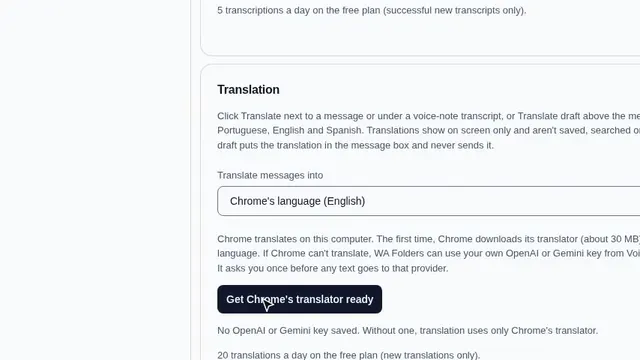 5 transcriptions a day on the free plan (successful new transcripts only).
Translation
Click Translate next to a message or under a voice-note transcript, or Translate draft above the
Portuguese, English and Spanish. Translations show on screen only and aren't saved, searched
draft puts the translation in the message box and never sends it.
Translate messages into
Chrome's language (English)
Chrome translates on this computer. The first time, Chrome downloads its translator (about 30 MB
language. If Chrome can't translate, WA Folders can use your own OpenAI or Gemini key from
It asks you once before any text goes to that provider.
Get Chrome's translator ready
No OpenAI or Gemini key saved. Without one, translation uses only Chrome's translator.
20 translations a day on the free plan (new translations only).